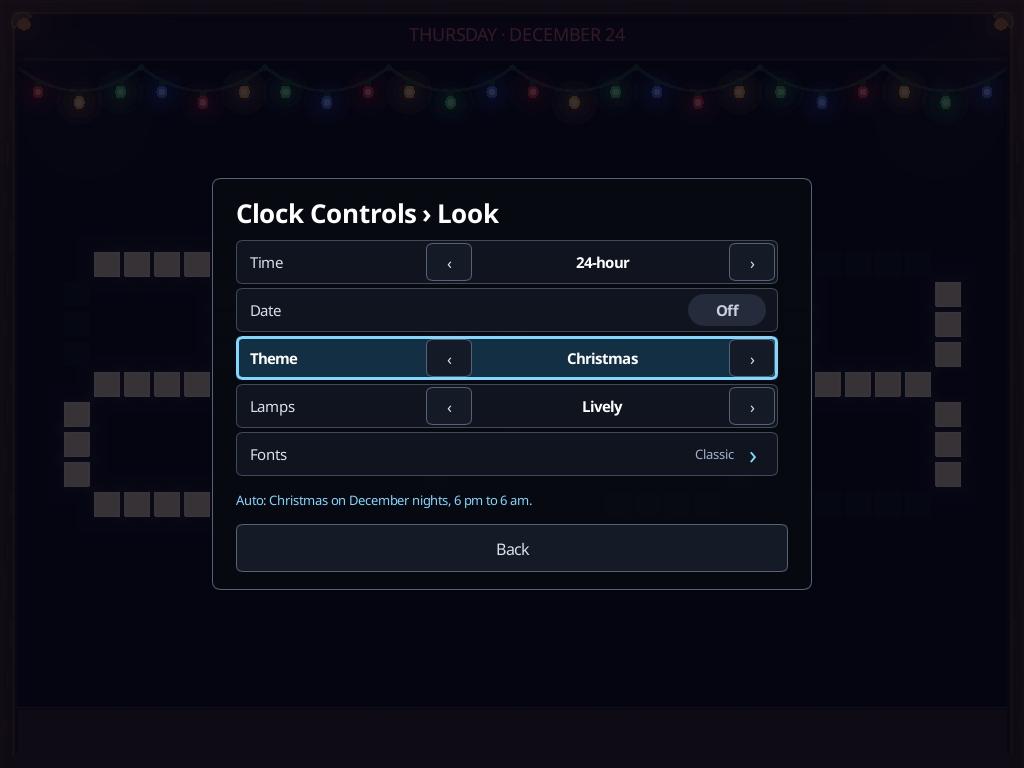 THURSDAY · DECEMBER 24
Clock Controls › Look
Time ‹ 24-hour ›
Date Off
Theme ‹ Christmas ›
Lamps ‹ Lively ›
Fonts Classic ›
Auto: Christmas on December nights, 6 pm to 6 am.
Back